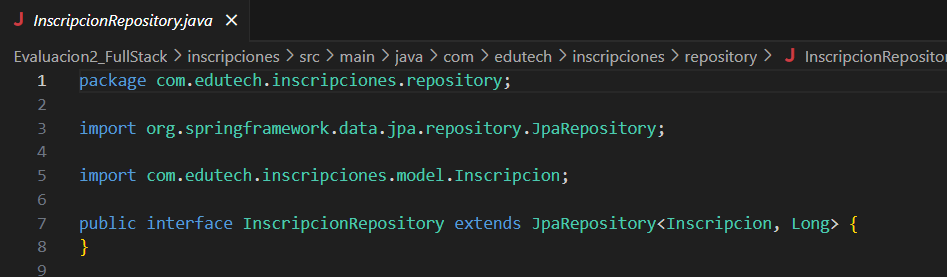 J InscripcionRepository.java ×
Evaluacion2_FullStack > inscripciones > src > main > java > com > edutech > inscripciones > repository > J InscripcionRepositor
1 package com.edutech.inscripciones.repository;
2
3 import org.springframework.data.jpa.repository.JpaRepository;
4
5 import com.edutech.inscripciones.model.Inscripcion;
6
7 public interface InscripcionRepository extends JpaRepository<Inscripcion, Long> {
8 }
9